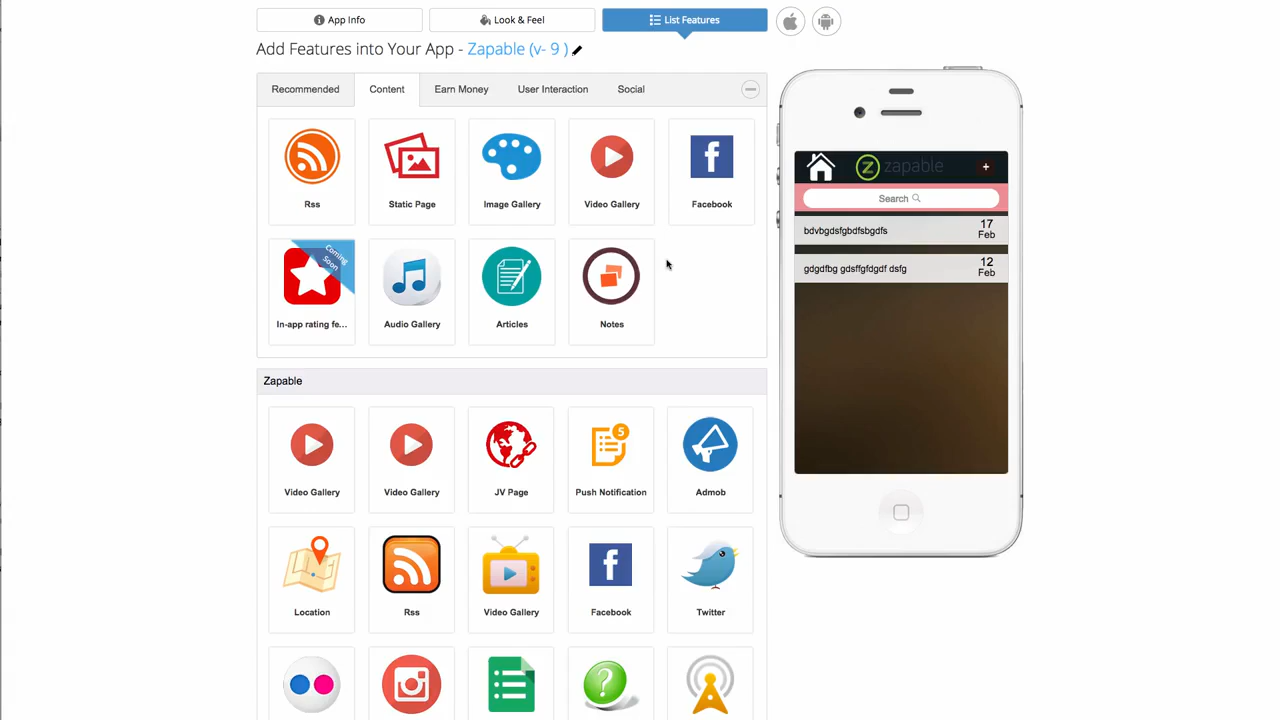 App Info
Look & Feel
List Features
Add Features into Your App - Zapable (v- 9 )
Recommended
Content
Earn Money
User Interaction
Social
Rss
Static Page
Image Gallery
Video Gallery
Facebook
Coming Soon
In-app rating fe...
Audio Gallery
Articles
Notes
Zapable
Video Gallery
Video Gallery
JV Page
5
Push Notification
Admob
Location
Rss
Video Gallery
Facebook
Twitter
zapable
Search
bdvbgdsfgbdfsbgdfs
17
Feb
gdgdfbg gdsffgfdgdf dsfg
12
Feb